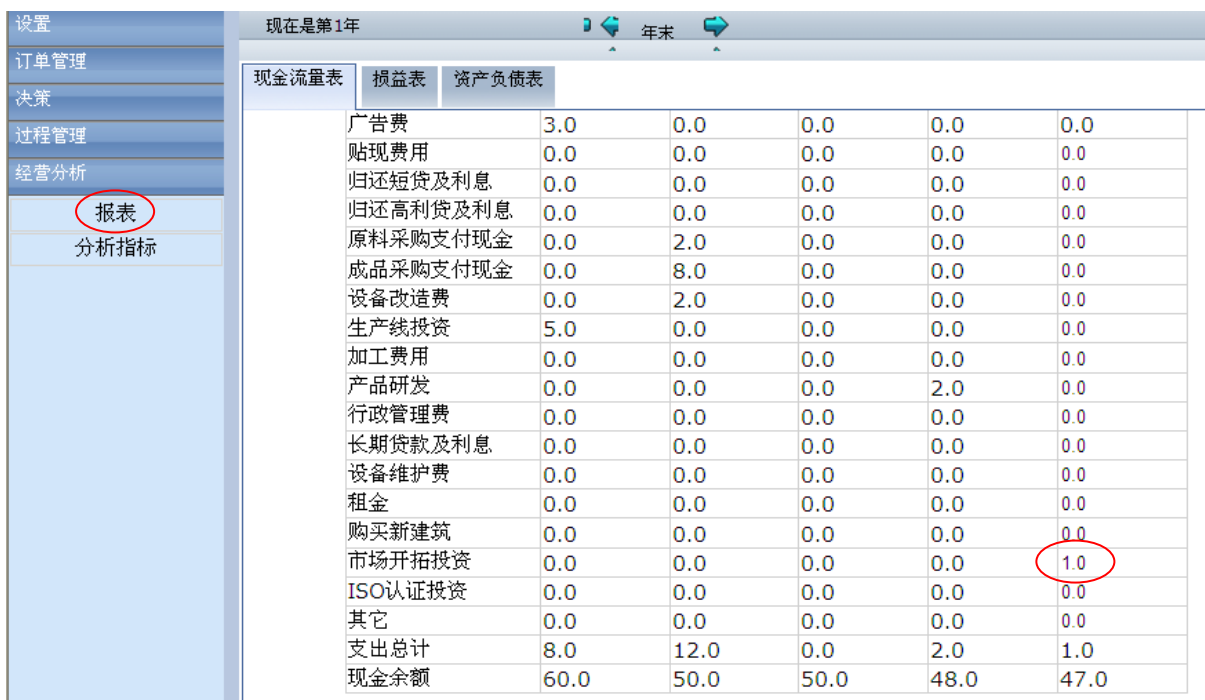 设置
订单管理
决策
过程管理
经营分析
报表
分析指标
现在是第1年
年末
现金流量表 损益表 资产负债表
广告费 3.0 0.0 0.0 0.0 0.0
贴现费用 0.0 0.0 0.0 0.0 0.0
归还短贷及利息 0.0 0.0 0.0 0.0 0.0
归还高利贷及利息 0.0 0.0 0.0 0.0 0.0
原料采购支付现金 0.0 2.0 0.0 0.0 0.0
成品采购支付现金 0.0 8.0 0.0 0.0 0.0
设备改造费 0.0 2.0 0.0 0.0 0.0
生产线投资 5.0 0.0 0.0 0.0 0.0
加工费用 0.0 0.0 0.0 0.0 0.0
产品研发 0.0 0.0 0.0 2.0 0.0
行政管理费 0.0 0.0 0.0 0.0 0.0
长期贷款及利息 0.0 0.0 0.0 0.0 0.0
设备维护费 0.0 0.0 0.0 0.0 0.0
租金 0.0 0.0 0.0 0.0 0.0
购买新建筑 0.0 0.0 0.0 0.0 0.0
市场开拓投资 0.0 0.0 0.0 0.0 1.0
ISO认证投资 0.0 0.0 0.0 0.0 0.0
其它 0.0 0.0 0.0 0.0 0.0
支出总计 8.0 12.0 0.0 2.0 1.0
现金余额 60.0 50.0 50.0 48.0 47.0